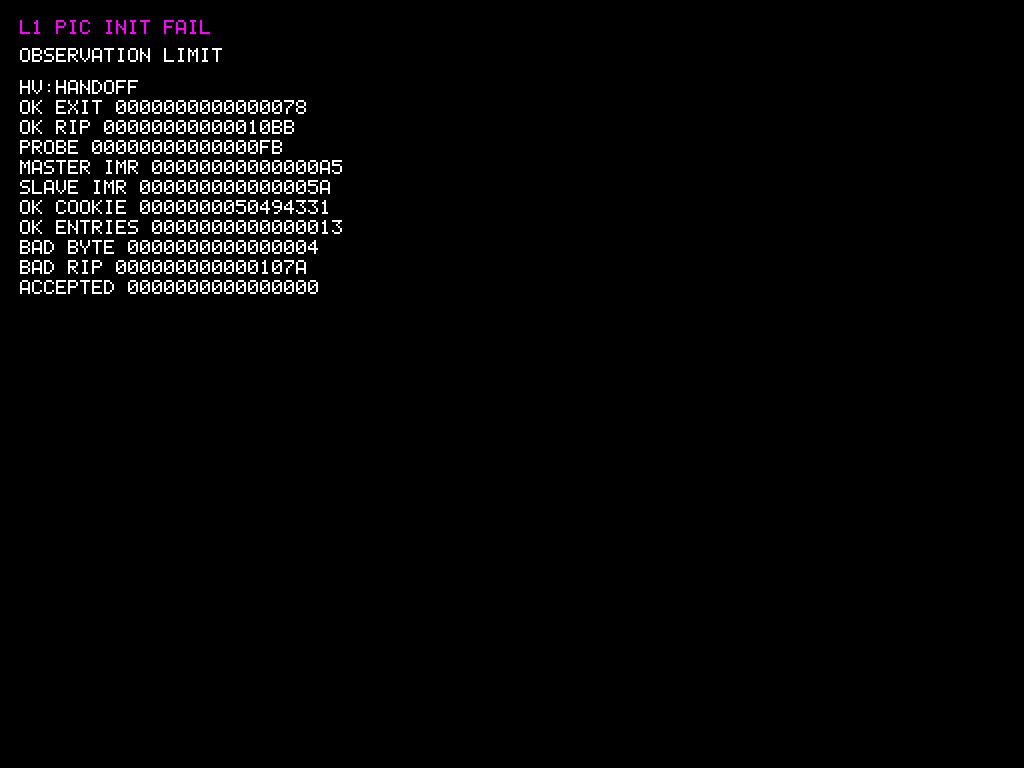 L1 PIC INIT FAIL
OBSERVATION LIMIT
HV:HANDOFF
OK EXIT 0000000000000078
OK RIP 00000000000010BB
PROBE 00000000000000FB
MASTER IMR 00000000000000A5
SLAVE IMR 000000000000005A
OK COOKIE 0000000050494331
OK ENTRIES 0000000000000013
BAD BYTE 0000000000000004
BAD RIP 000000000000107A
ACCEPTED 0000000000000000